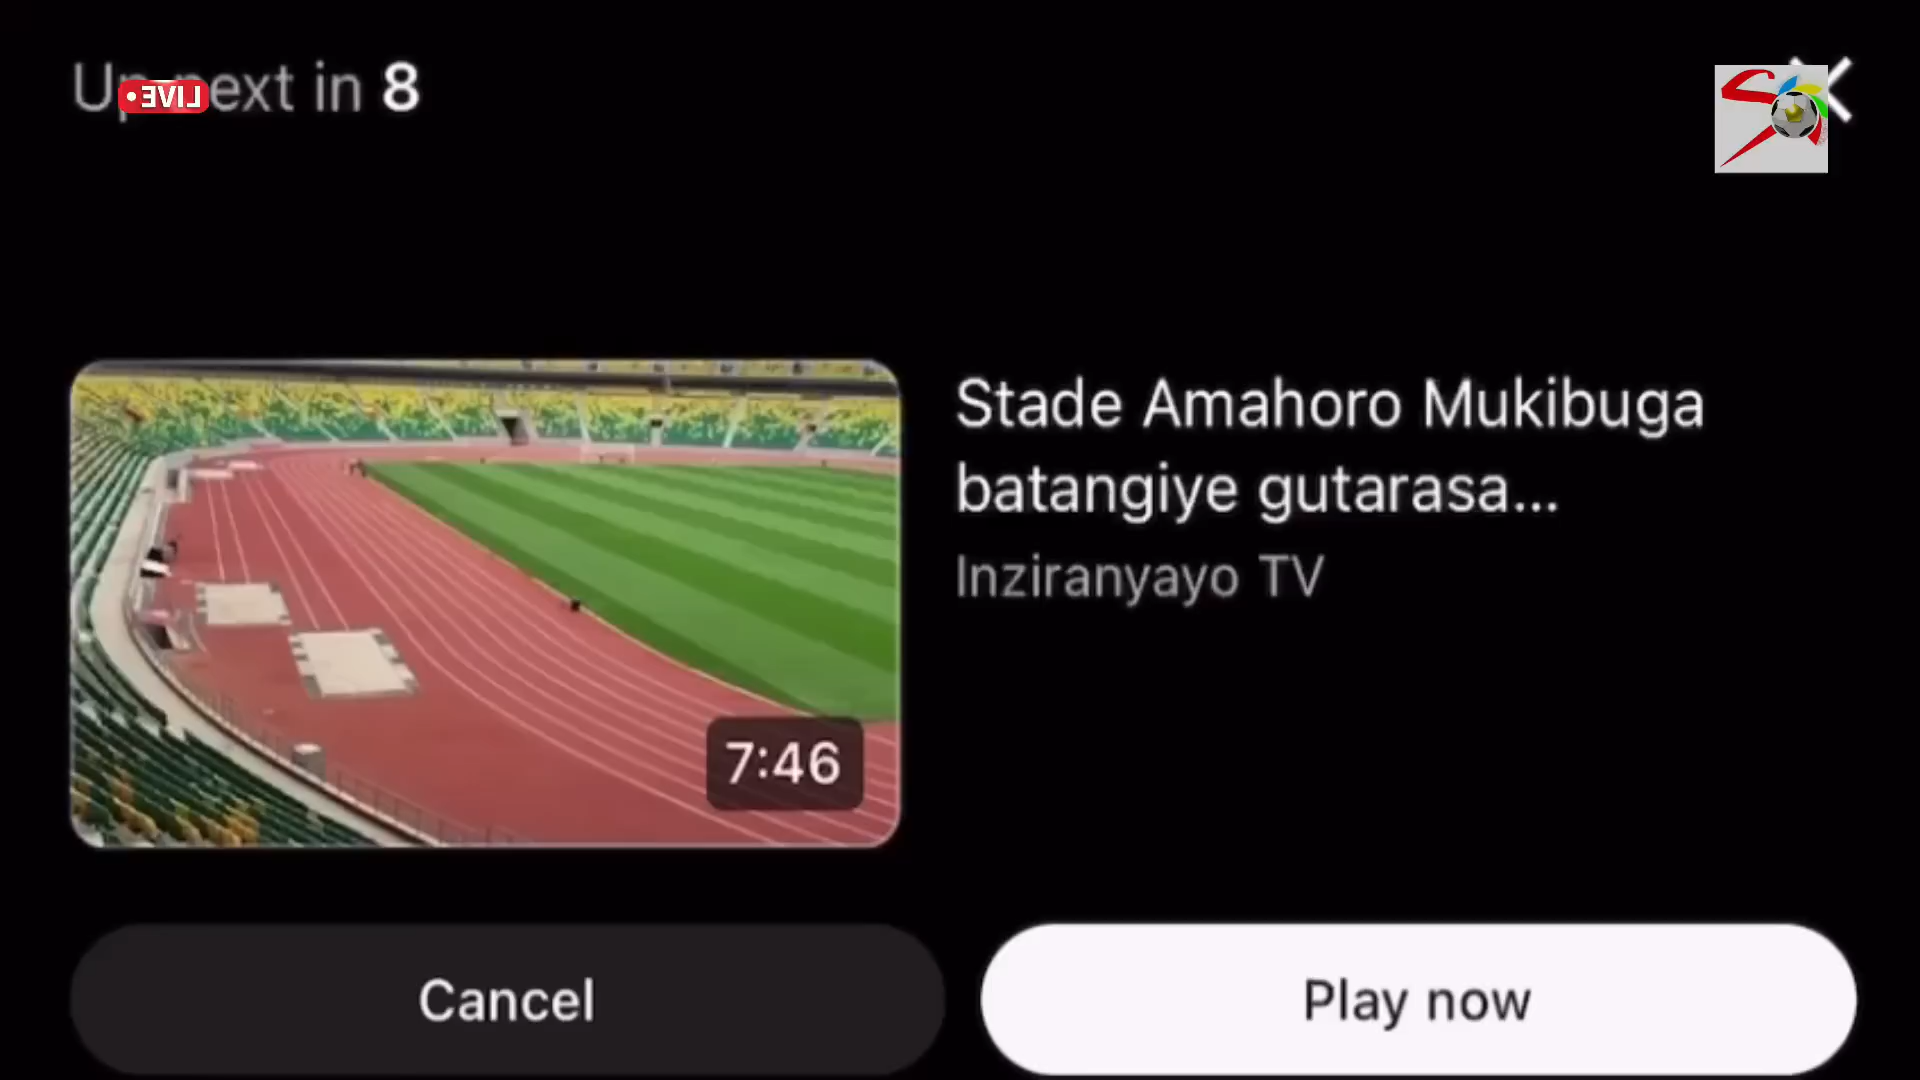 Up next in 8
LIVE
Stade Amahoro Mukibuga
batangiye gutarasa...
Inziranyayo TV
7:46
Cancel
Play now